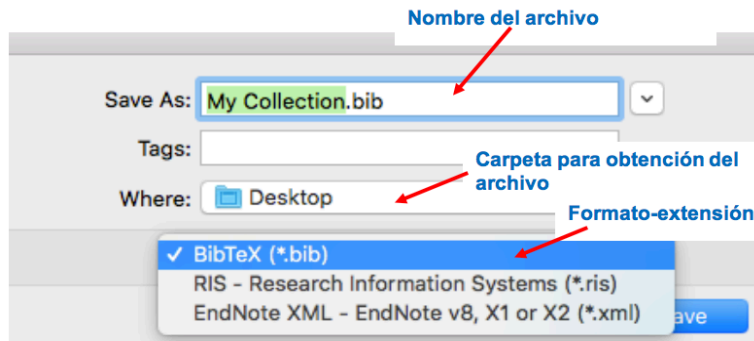 Nombre del archivo
Save As: My Collection.bib
Tags:
Carpeta para obtención del
archivo
Where: Desktop
Formato-extensión
✓ BibTeX (*.bib)
RIS - Research Information Systems (*.ris)
EndNote XML - EndNote v8, X1 or X2 (*.xml)
ave